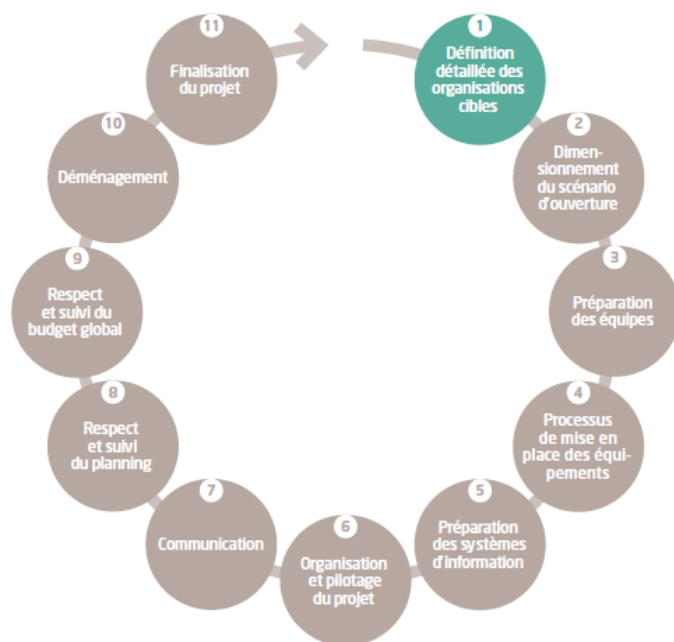 1
Définition
détaillée des
organisations
cibles
2
Dimen-
sionnement
du scénario
d'ouverture
3
Préparation
des équipes
4
Processus
de mise en
place des équi-
pements
5
Préparation
des systèmes
d'information
6
Organisation
et pilotage
du projet
7
Communication
8
Respect
et suivi
du planning
9
Respect
et suivi du
budget global
10
Déménagement
11
Finalisation
du projet